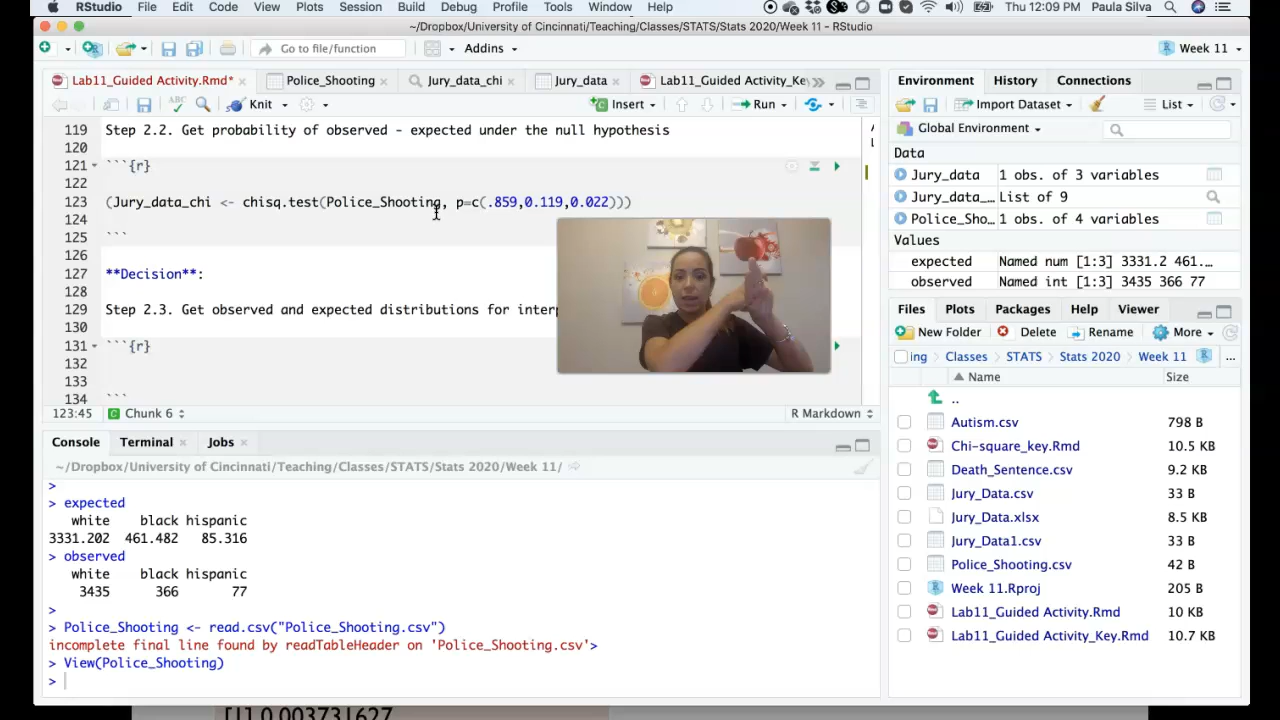 RStudio File Edit Code View Plots Session Build Debug Profile Tools Window Help Thu 12:09 PM Paula Silva
~/Dropbox/University of Cincinnati/Teaching/Classes/STATS/Stats 2020/Week 11 - RStudio
Go to file/function Addins Week 11
Lab11_Guided Activity.Rmd* Police_Shooting Jury_data_chi Jury_data Lab11_Guided Activity_Ke
Knit Insert Run
119 Step 2.2. Get probability of observed - expected under the null hypothesis
120
121 ```{r}
122
123 (Jury_data_chi <- chisq.test(Police_Shooting, p=c(.859,0.119,0.022)))
124
125 ```
126
127 **Decision**:
128
129 Step 2.3. Get observed and expected distributions for interp
130
131 ```{r}
132
133
134 ```
123:45 Chunk 6 R Markdown
Console Terminal Jobs
~/Dropbox/University of Cincinnati/Teaching/Classes/STATS/Stats 2020/Week 11/
>
> expected
white black hispanic
3331.202 461.482 85.316
> observed
white black hispanic
3435 366 77
>
> Police_Shooting <- read.csv("Police_Shooting.csv")
incomplete final line found by readTableHeader on 'Police_Shooting.csv'>
> View(Police_Shooting)
>
Environment History Connections
Import Dataset List
Global Environment
Data
Jury_data 1 obs. of 3 variables
Jury_data_... List of 9
Police_Sho... 1 obs. of 4 variables
Values
expected Named num [1:3] 3331.2 461....
observed Named int [1:3] 3435 366 77
Files Plots Packages Help Viewer
New Folder Delete Rename More
ing Classes STATS Stats 2020 Week 11 ...
Name Size
..
Autism.csv 798 B
Chi-square_key.Rmd 10.5 KB
Death_Sentence.csv 9.2 KB
Jury_Data.csv 33 B
Jury_Data.xlsx 8.5 KB
Jury_Data1.csv 33 B
Police_Shooting.csv 42 B
Week 11.Rproj 205 B
Lab11_Guided Activity.Rmd 10 KB
Lab11_Guided Activity_Key.Rmd 10.7 KB
[1] 0.003731627